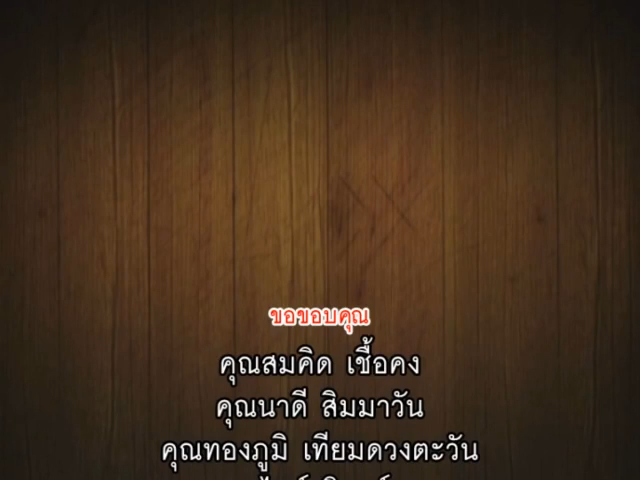 ขอขอบคุณ
คุณสมคิด เชื้อคง
คุณนาดี สิมมาวัน
คุณทองภูมิ เทียมดวงตะวัน